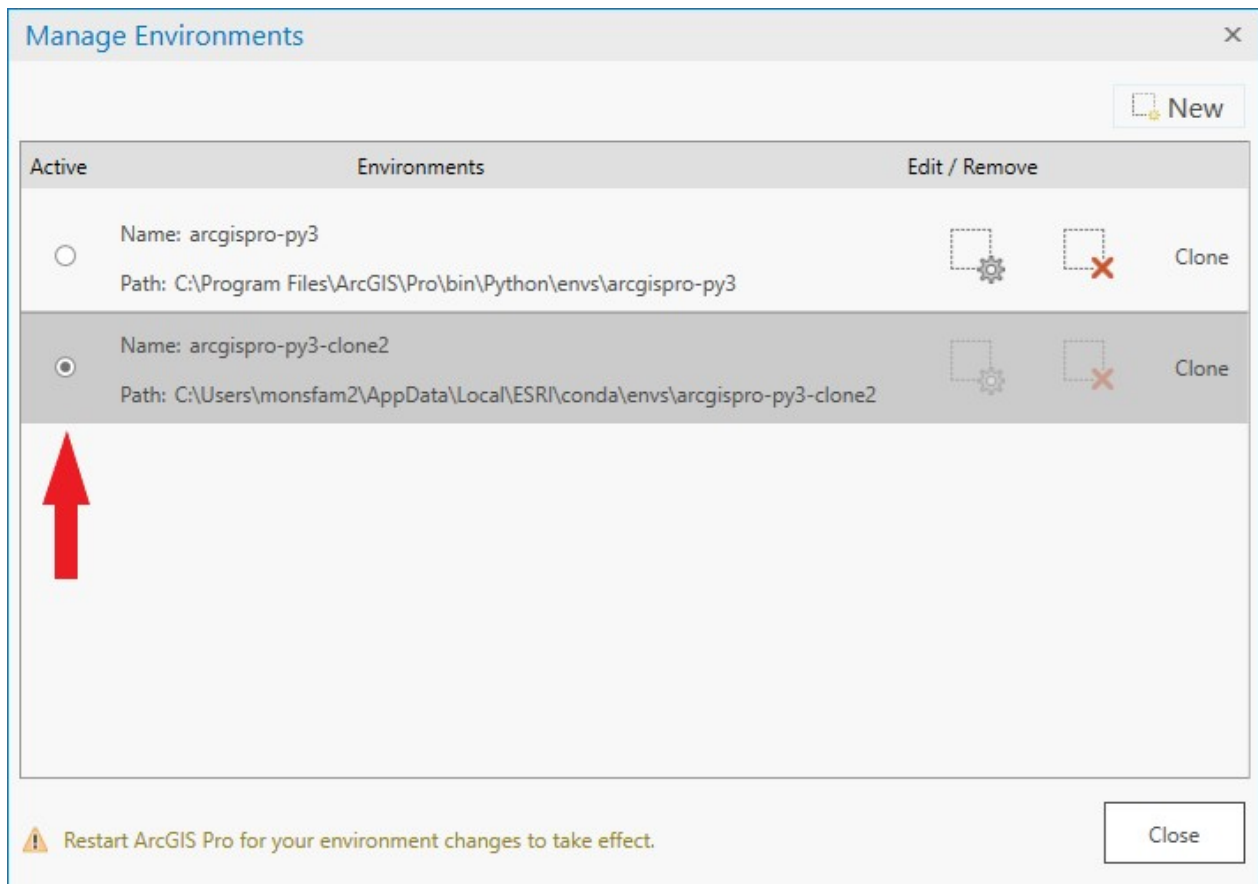 Manage Environments
New
Active Environments Edit / Remove
Name: arcgispro-py3
Path: C:\Program Files\ArcGIS\Pro\bin\Python\envs\arcgispro-py3
Clone
Name: arcgispro-py3-clone2
Path: C:\Users\monsfam2\AppData\Local\ESRI\conda\envs\arcgispro-py3-clone2
Clone
Restart ArcGIS Pro for your environment changes to take effect.
Close